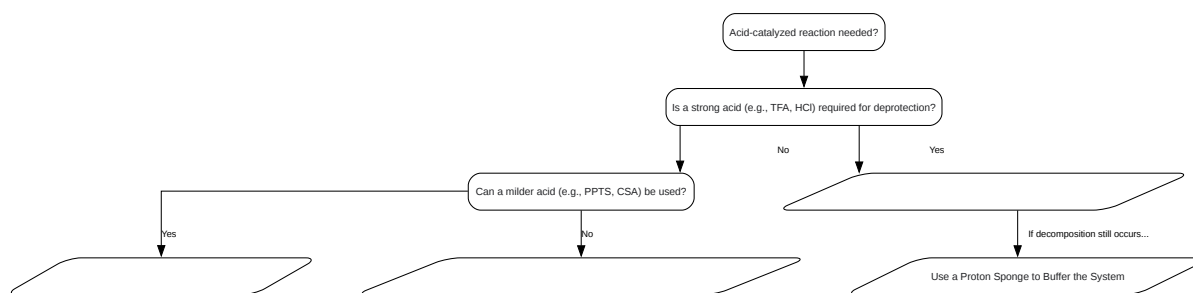 Acid-catalyzed reaction needed?
Is a strong acid (e.g., TFA, HCl) required for deprotection?
No
Yes
Can a milder acid (e.g., PPTS, CSA) be used?
Yes
No
If decomposition still occurs...
Use a Proton Sponge to Buffer the System